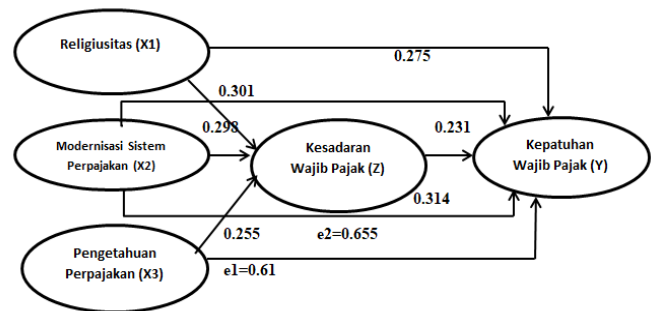 Religiusitas (X1)
0.275
0.301
0.298
0.231
Modernisasi Sistem
Perpajakan (X2)
Kesadaran
Wajib Pajak (Z)
Kepatuhan
Wajib Pajak (Y)
0.314
0.255
e2=0.655
Pengetahuan
Perpajakan (X3)
e1=0.61